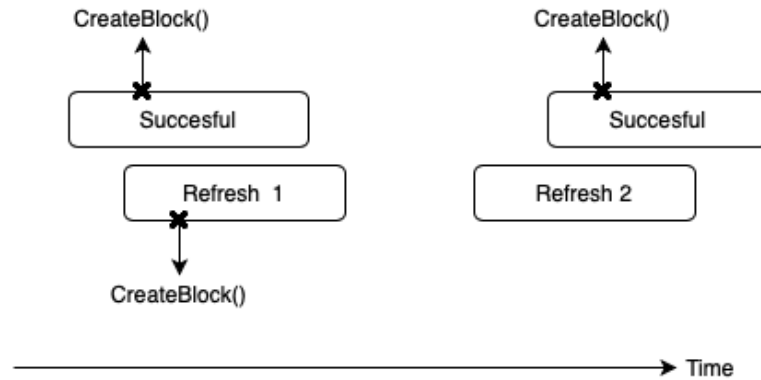 CreateBlock()
CreateBlock()
Succesful
Succesful
Refresh 1
Refresh 2
CreateBlock()
Time